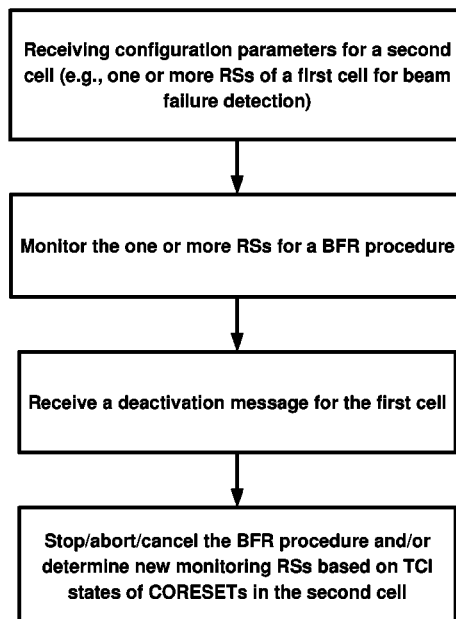 Receiving configuration parameters for a second
cell (e.g., one or more RSs of a first cell for beam
failure detection)
Monitor the one or more RSs for a BFR procedure
Receive a deactivation message for the first cell
Stop/abort/cancel the BFR procedure and/or
determine new monitoring RSs based on TCI
states of CORESETs in the second cell